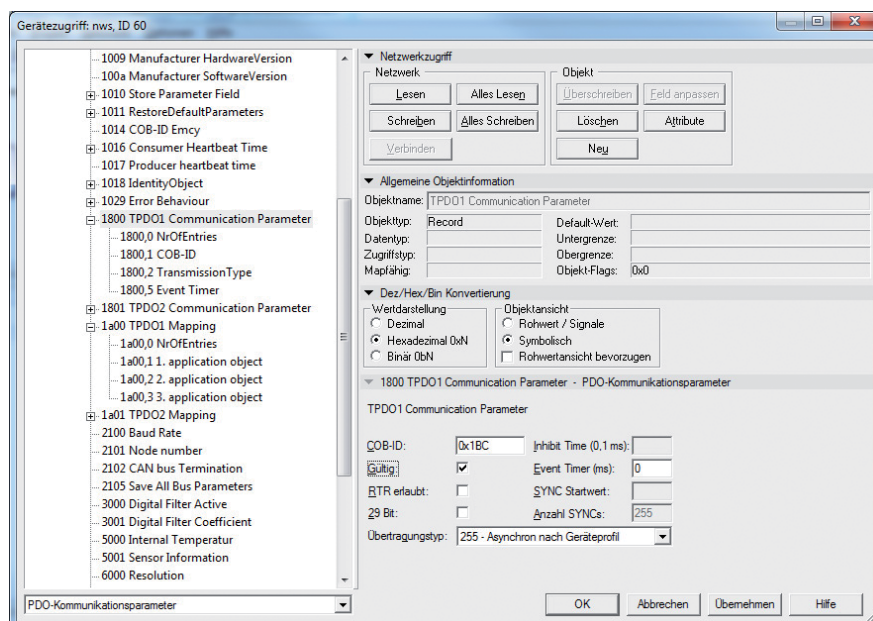 Gerätezugriff: nws, ID 60
1009 Manufacturer HardwareVersion
100a Manufacturer SoftwareVersion
1010 Store Parameter Field
1011 RestoreDefaultParameters
1014 COB-ID Emcy
1016 Consumer Heartbeat Time
1017 Producer heartbeat time
1018 IdentityObject
1029 Error Behaviour
1800 TPDO1 Communication Parameter
1800,0 NrOfEntries
1800,1 COB-ID
1800,2 TransmissionType
1800,5 Event Timer
1801 TPDO2 Communication Parameter
1a00 TPDO1 Mapping
1a00,0 NrOfEntries
1a00,1 1. application object
1a00,2 2. application object
1a00,3 3. application object
1a01 TPDO2 Mapping
2100 Baud Rate
2101 Node number
2102 CAN bus Termination
2105 Save All Bus Parameters
3000 Digital Filter Active
3001 Digital Filter Coefficient
5000 Internal Temperatur
5001 Sensor Information
6000 Resolution
PDO-Kommunikationsparameter
Netzwerkzugriff
Netzwerk
Lesen Alles Lesen
Schreiben Alles Schreiben
Verbinden
Objekt
Überschreiben Feld anpassen
Löschen Attribute
Neu
Allgemeine Objektinformation
Objektname: TPDO1 Communication Parameter
Objekttyp: Record Default-Wert:
Datentyp: Untergrenze:
Zugriffstyp: Obergrenze:
Mapfähig: Objekt-Flags: 0x0
Dez/Hex/Bin Konvertierung
Wertdarstellung
Dezimal
Hexadezimal 0xN
Binär 0bN
Objektansicht
Rohwert / Signale
Symbolisch
Rohwertansicht bevorzugen
1800 TPDO1 Communication Parameter - PDO-Kommunikationsparameter
TPDO1 Communication Parameter
COB-ID: 0x1BC Inhibit Time (0,1 ms):
Gültig: Event Timer (ms): 0
RTR erlaubt: SYNC Startwert:
29 Bit: Anzahl SYNCs: 255
Übertragungstyp: 255 - Asynchron nach Geräteprofil
OK Abbrechen Übernehmen Hilfe